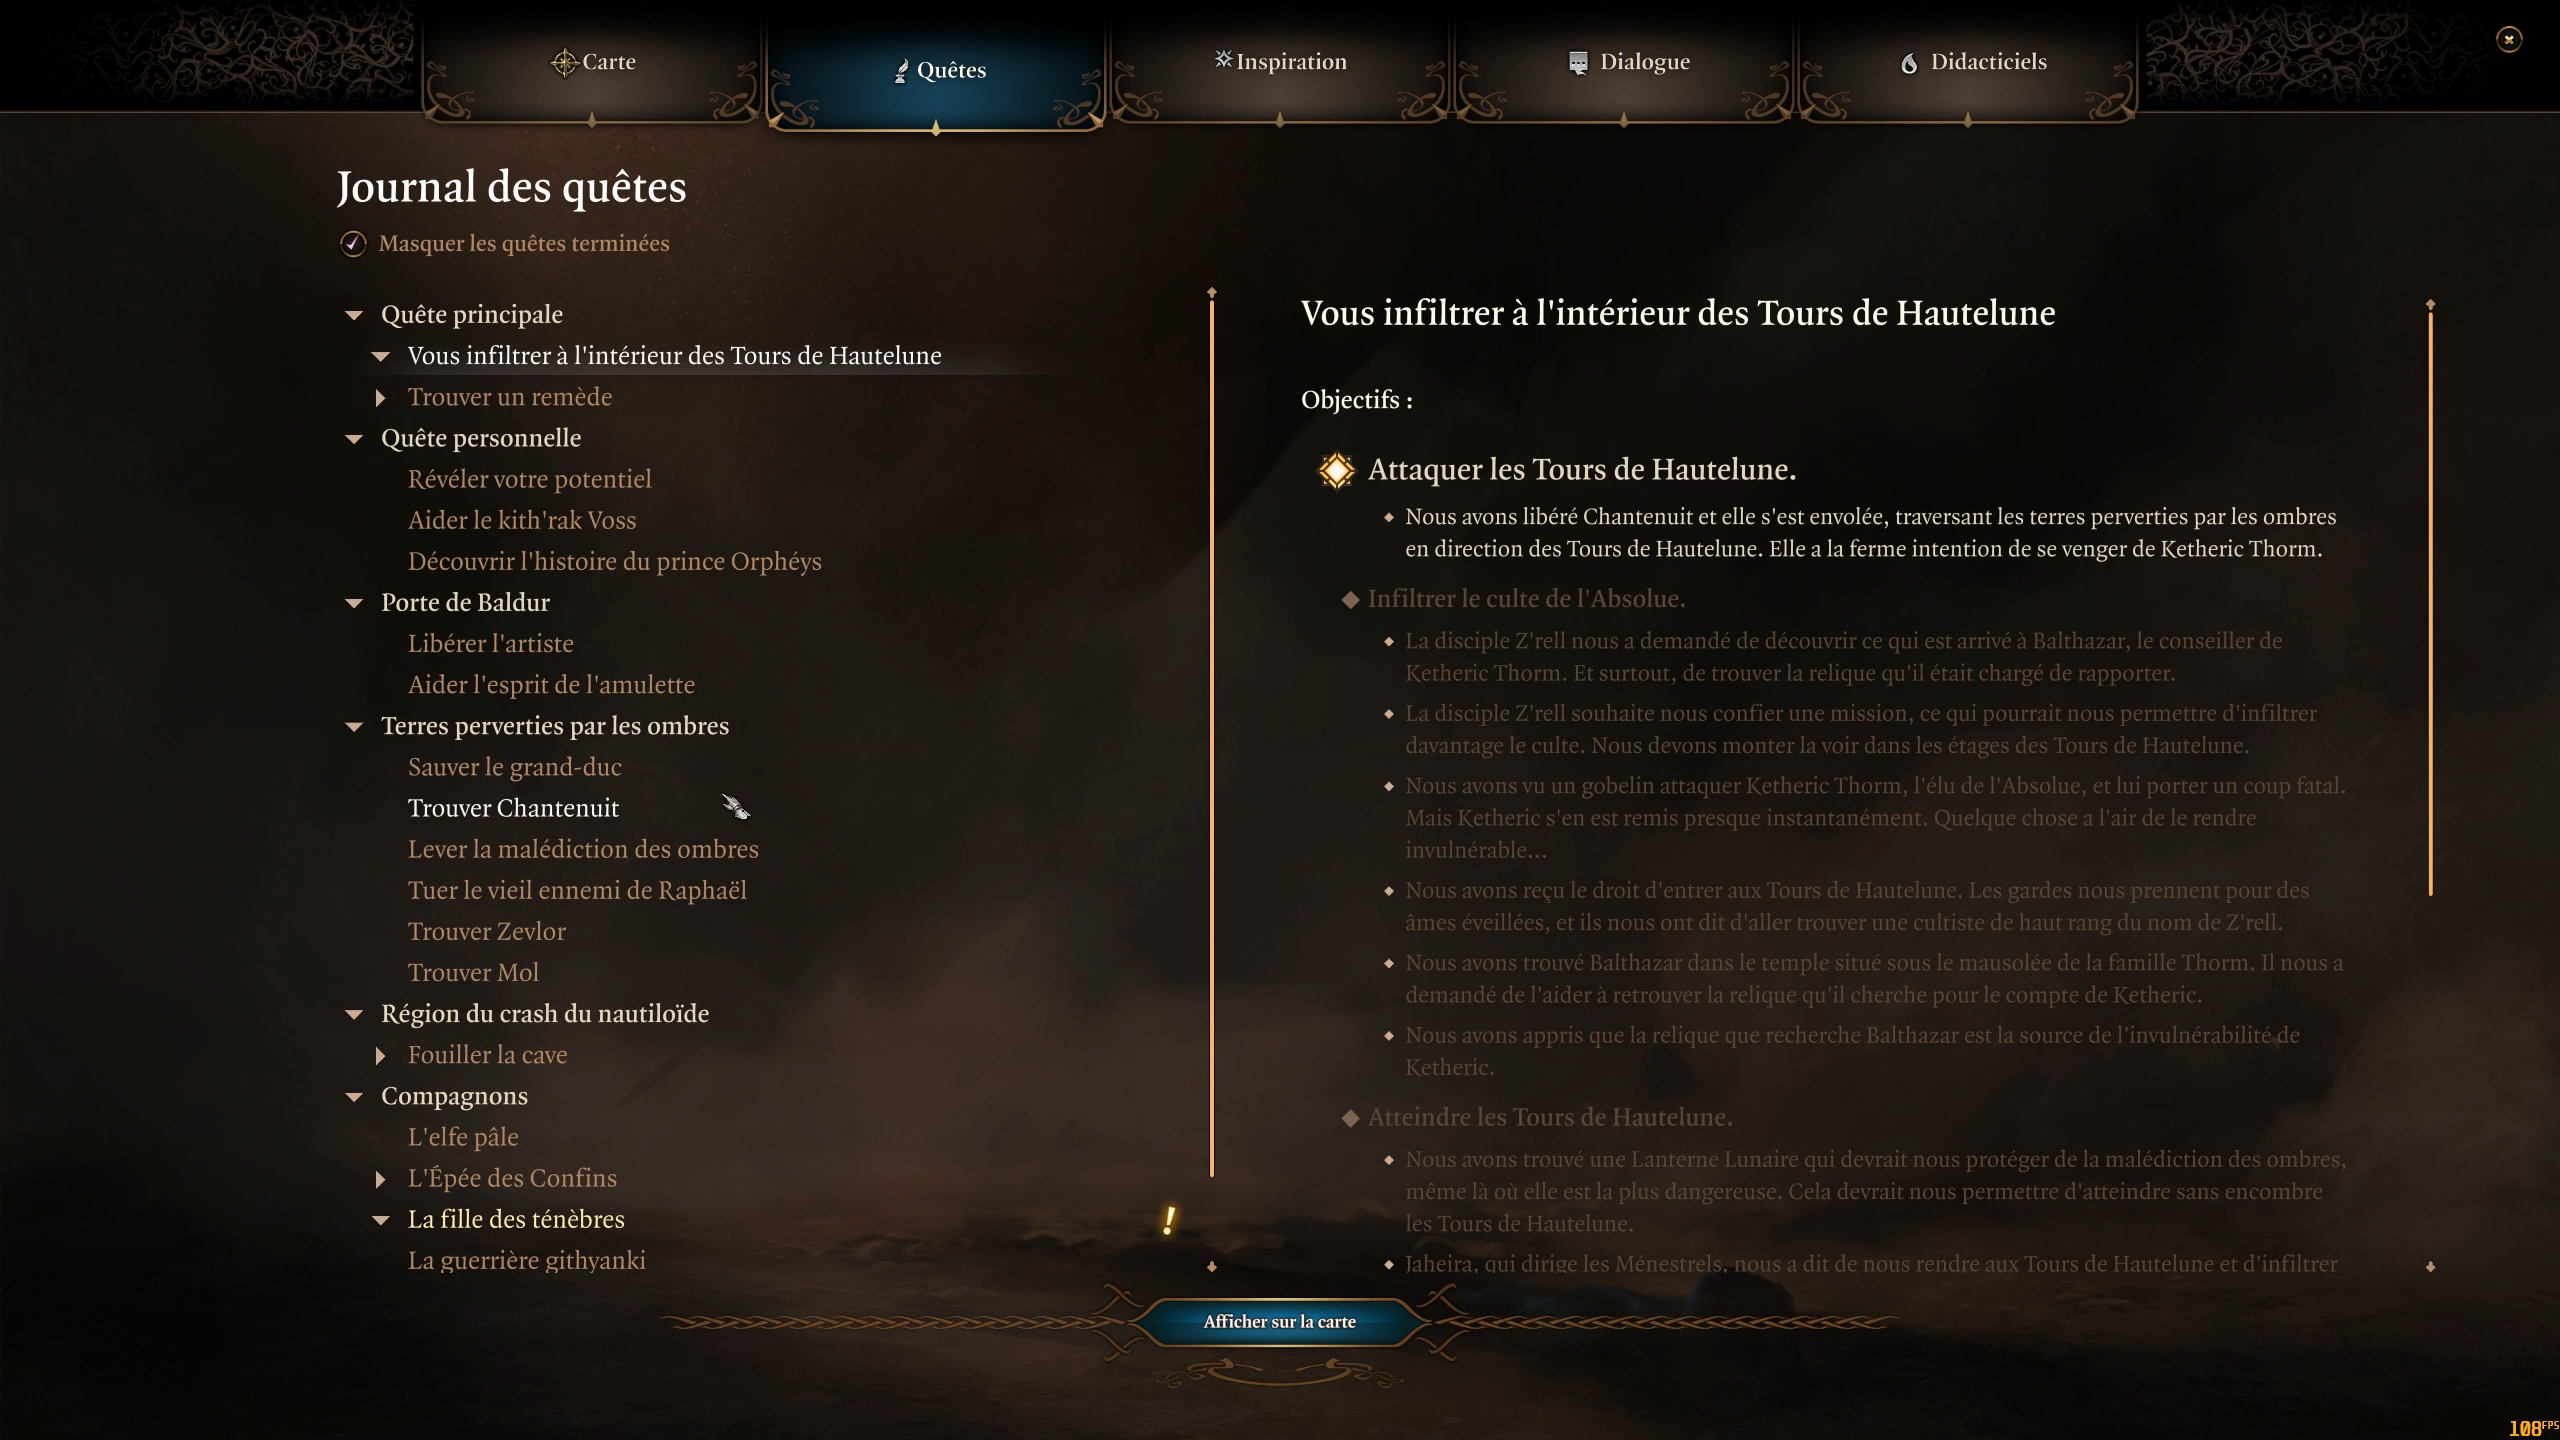 Carte
Quêtes
Inspiration
Dialogue
Didacticiels
Journal des quêtes
Masquer les quêtes terminées
Quête principale
Vous infiltrer à l'intérieur des Tours de Hautelune
Trouver un remède
Quête personnelle
Révéler votre potentiel
Aider le kith'rak Voss
Découvrir l'histoire du prince Orphéys
Porte de Baldur
Libérer l'artiste
Aider l'esprit de l'amulette
Terres perverties par les ombres
Sauver le grand-duc
Trouver Chantenuit
Lever la malédiction des ombres
Tuer le vieil ennemi de Raphaël
Trouver Zevlor
Trouver Mol
Région du crash du nautiloïde
Fouiller la cave
Compagnons
L'elfe pâle
L'Épée des Confins
La fille des ténèbres
!
La guerrière githyanki
Vous infiltrer à l'intérieur des Tours de Hautelune
Objectifs :
Attaquer les Tours de Hautelune.
Nous avons libéré Chantenuit et elle s'est envolée, traversant les terres perverties par les ombres
en direction des Tours de Hautelune. Elle a la ferme intention de se venger de Ketheric Thorm.
Infiltrer le culte de l'Absolue.
La disciple Z'rell nous a demandé de découvrir ce qui est arrivé à Balthazar, le conseiller de
Ketheric Thorm. Et surtout, de trouver la relique qu'il était chargé de rapporter.
La disciple Z'rell souhaite nous confier une mission, ce qui pourrait nous permettre d'infiltrer
davantage le culte. Nous devons monter la voir dans les étages des Tours de Hautelune.
Nous avons vu un gobelin attaquer Ketheric Thorm, l'élu de l'Absolue, et lui porter un coup fatal.
Mais Ketheric s'en est remis presque instantanément. Quelque chose a l'air de le rendre
invulnérable...
Nous avons reçu le droit d'entrer aux Tours de Hautelune. Les gardes nous prennent pour des
âmes éveillées, et ils nous ont dit d'aller trouver une cultiste de haut rang du nom de Z'rell.
Nous avons trouvé Balthazar dans le temple situé sous le mausolée de la famille Thorm. Il nous a
demandé de l'aider à retrouver la relique qu'il cherche pour le compte de Ketheric.
Nous avons appris que la relique que recherche Balthazar est la source de l'invulnérabilité de
Ketheric.
Atteindre les Tours de Hautelune.
Nous avons trouvé une Lanterne Lunaire qui devrait nous protéger de la malédiction des ombres,
même là où elle est la plus dangereuse. Cela devrait nous permettre d'atteindre sans encombre
les Tours de Hautelune.
Jaheira, qui dirige les Ménestrels, nous a dit de nous rendre aux Tours de Hautelune et d'infiltrer
Afficher sur la carte
108 FPS